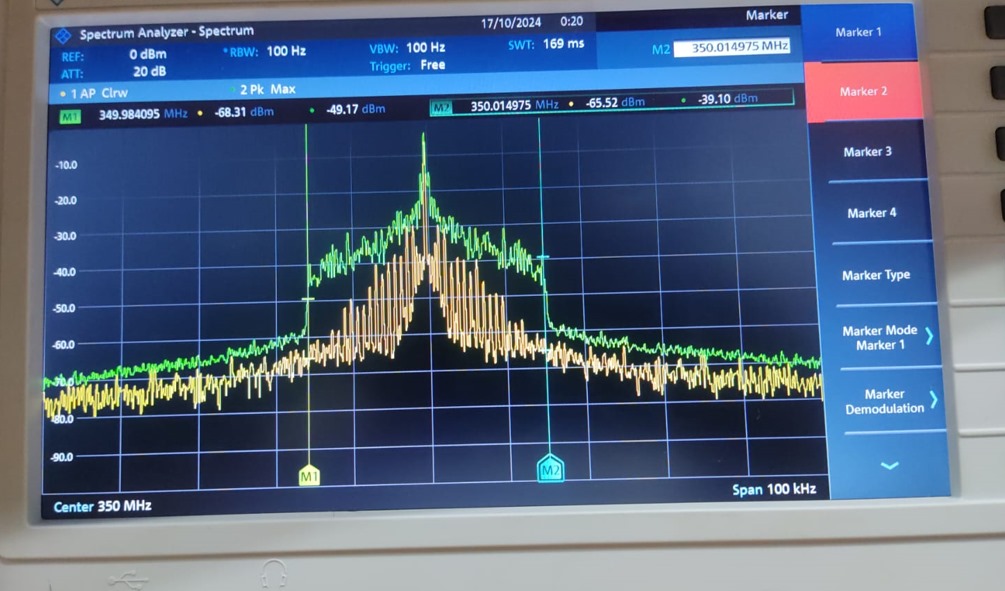 Spectrum Analyzer - Spectrum
17/10/2024 0:20
Marker
REF: 0 dBm
*RBW: 100 Hz
VBW: 100 Hz
SWT: 169 ms
M2 350.014975 MHz
ATT: 20 dB
Trigger: Free
1 AP Clrw
2 Pk Max
M1 349.984095 MHz -68.31 dBm -49.17 dBm
M2 350.014975 MHz -65.52 dBm -39.10 dBm
-10.0
-20.0
-30.0
-40.0
-50.0
-60.0
-70.0
-80.0
-90.0
M1
M2
Center 350 MHz
Span 100 kHz
Marker 1
Marker 2
Marker 3
Marker 4
Marker Type
Marker Mode
Marker 1
Marker
Demodulation